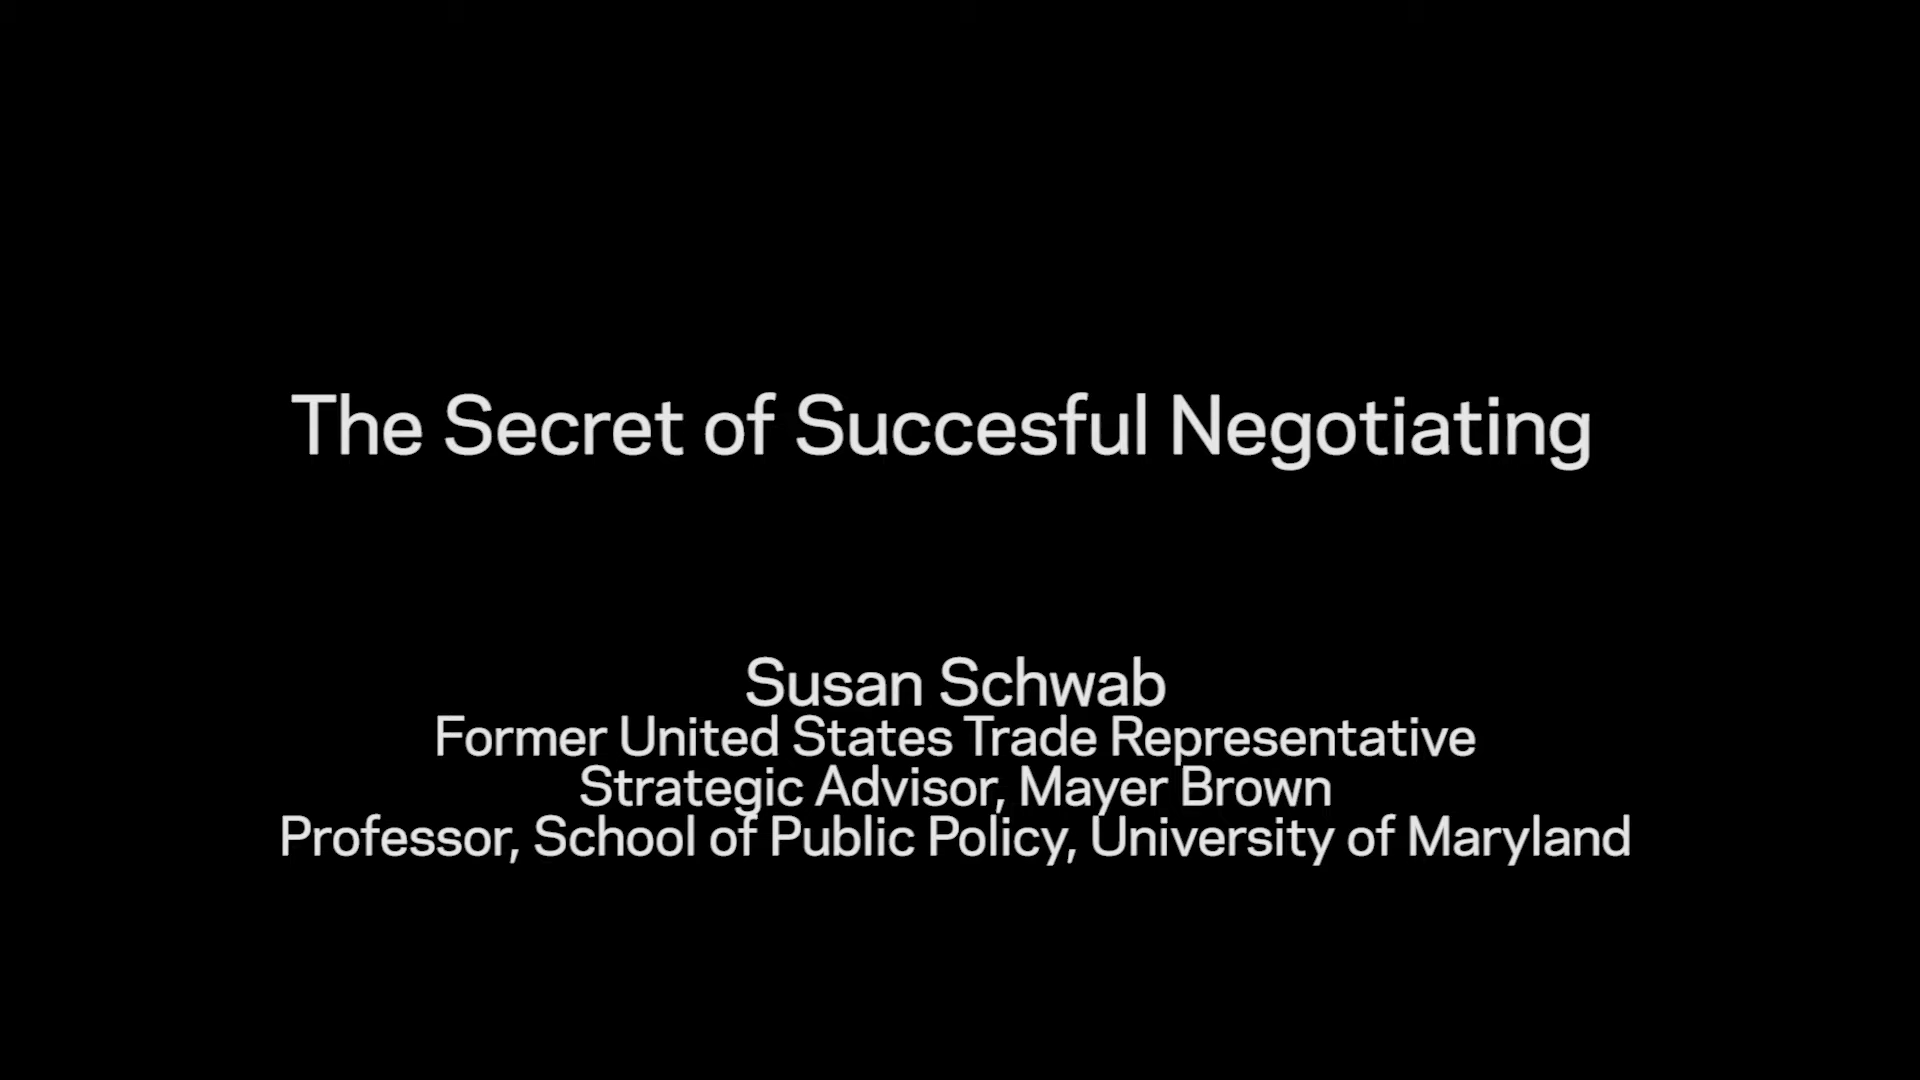 The Secret of Succesful Negotiating
Susan Schwab
Former United States Trade Representative
Strategic Advisor, Mayer Brown
Professor, School of Public Policy, University of Maryland